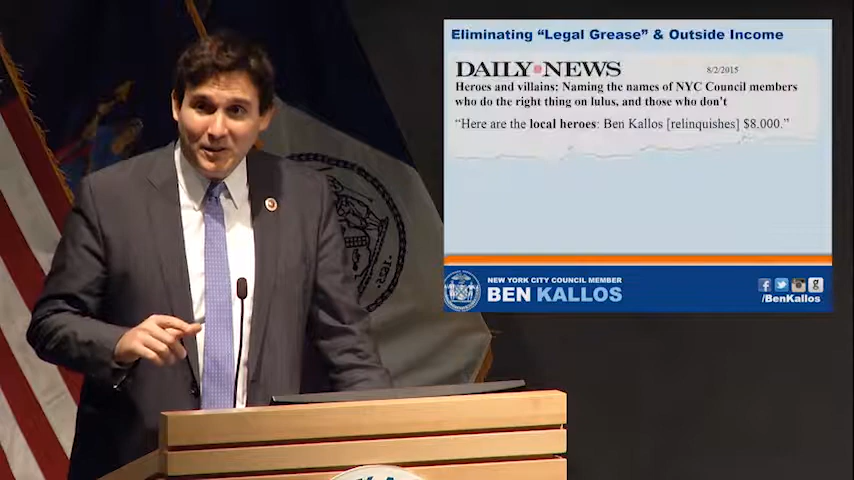 Eliminating “Legal Grease” & Outside Income
DAILY NEWS
8/2/2015
Heroes and villains: Naming the names of NYC Council members
who do the right thing on lulus, and those who don’t
“Here are the local heroes: Ben Kallos [relinquishes] $8.000.”
NEW YORK CITY COUNCIL MEMBER
BEN KALLOS
/BenKallos